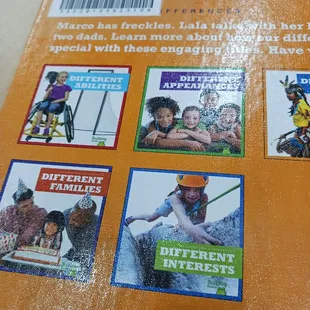 DIFFERENCES
Marco has freckles. Lala talks with her
two dads. Learn more about how our
special with these engaging titles. Have
DIFFERENT
ABILITIES
DIFFERENT
APPEARANCES
DIFFERENT
FAMILIES
DIFFERENT
INTERESTS